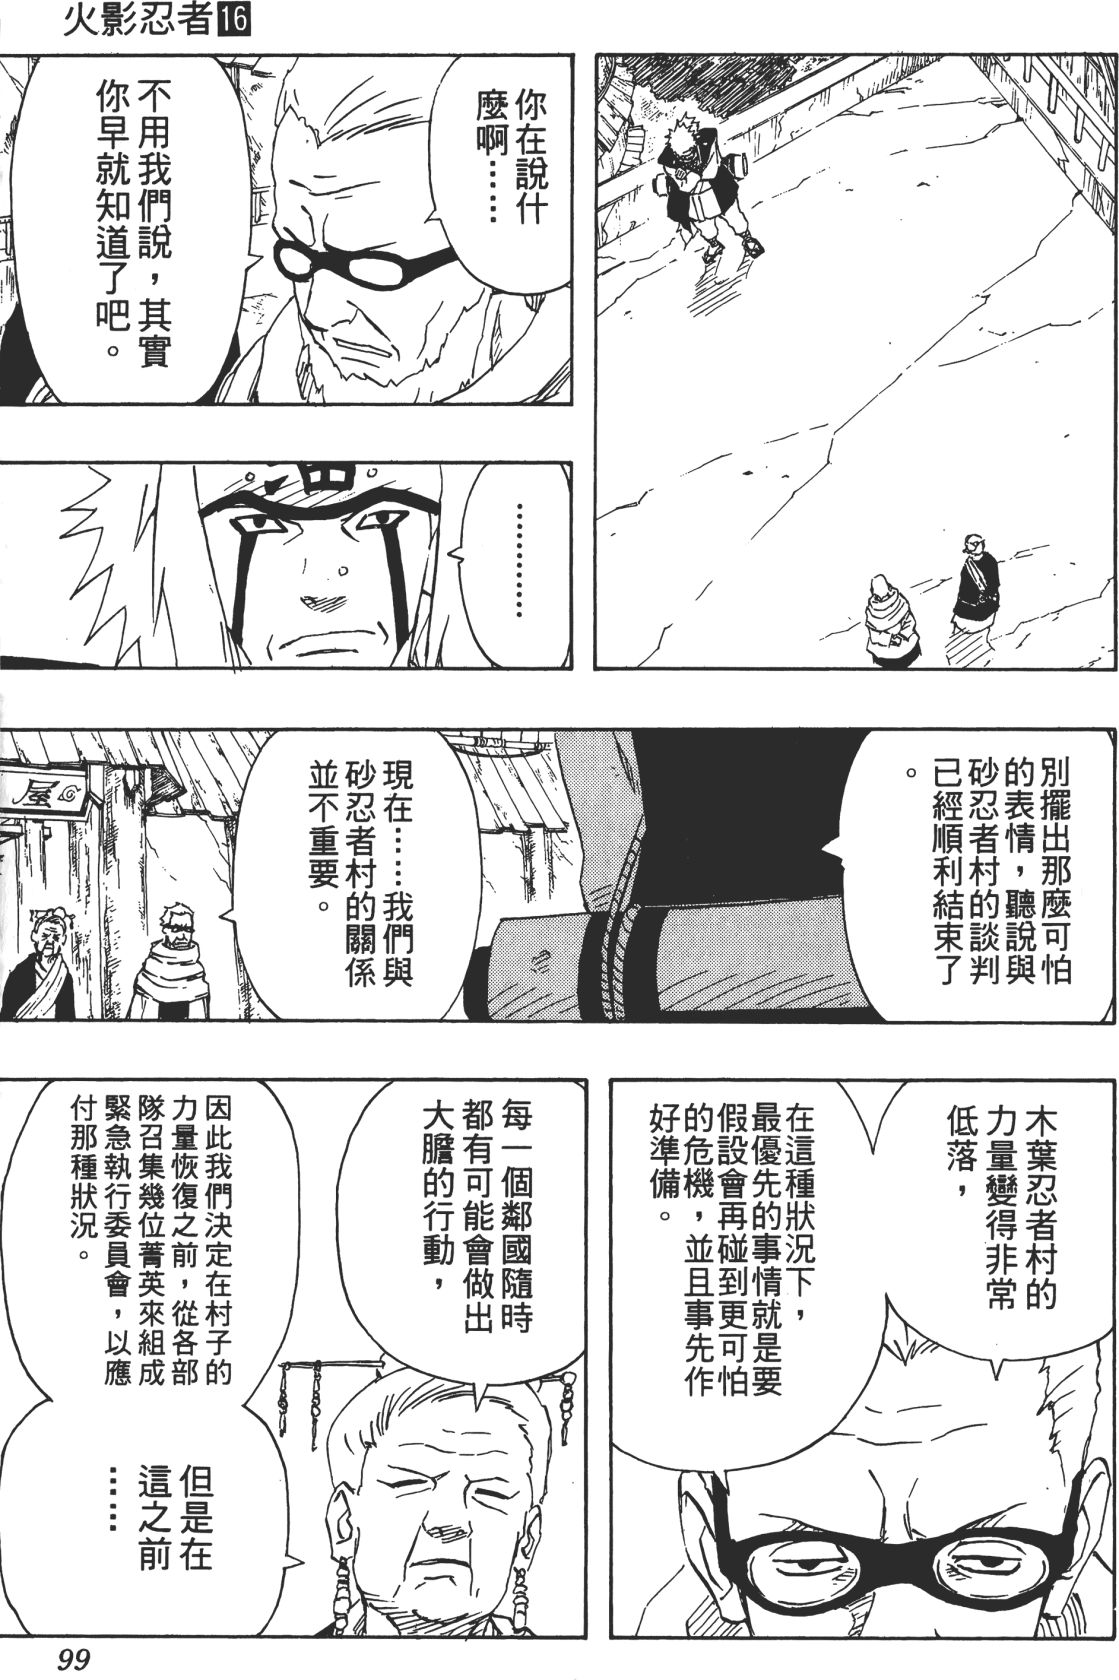 火影忍者16
你在說什
麼啊……
不用我們說，其實
你早就知道了吧。
…………
別擺出那麼可怕
的表情，聽說與
砂忍者村的談判
已經順利結束了
。
現在……我們與
砂忍者村的關係
並不重要。
屋
木葉忍者村的
力量變得非常
低落，
在這種狀況下，
最優先的事情就是要
假設會再碰到更可怕
的危機，並且事先作
好準備。
每一個鄰國隨時
都有可能會做出
大膽的行動，
因此我們決定在村子的
力量恢復之前，從各部
隊召集幾位菁英來組成
緊急執行委員會，以應
付那種狀況。
但是在
這之前
……
99